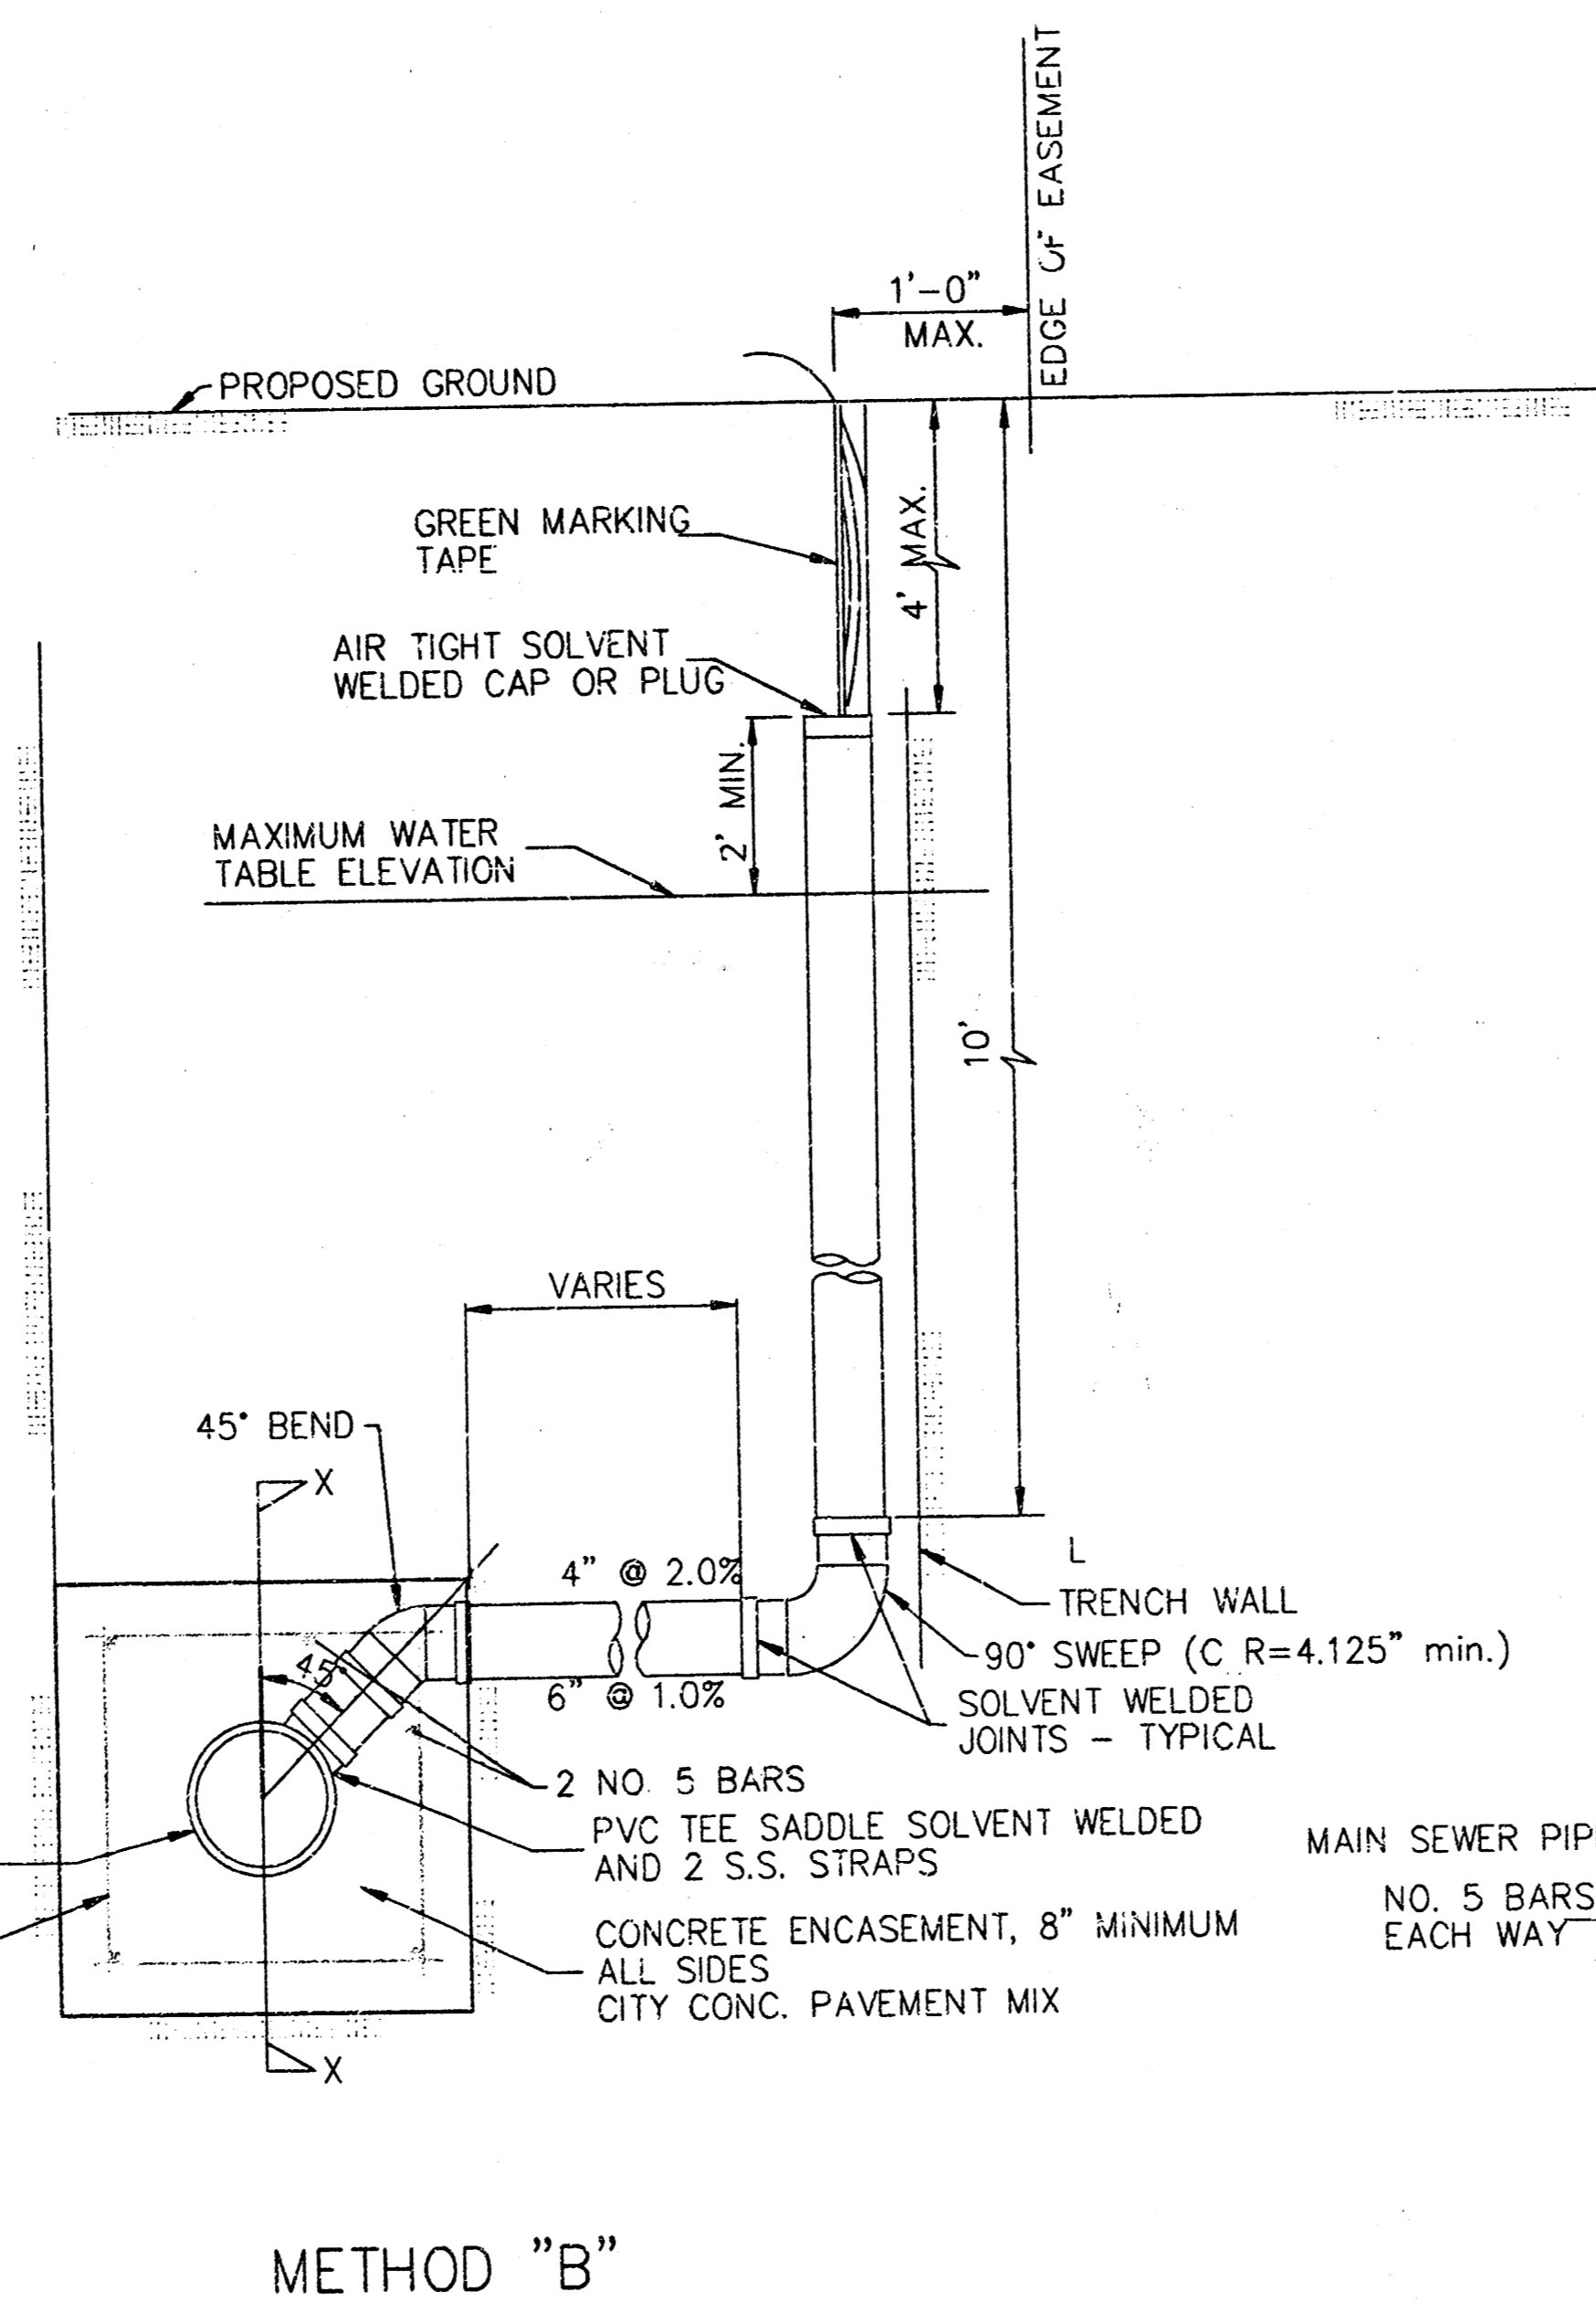 EDGE OF EASEMENT
1'-0"
MAX.
PROPOSED GROUND
GREEN MARKING
TAPE
4' MAX.
AIR TIGHT SOLVENT
WELDED CAP OR PLUG
2' MIN.
MAXIMUM WATER
TABLE ELEVATION
10'
VARIES
45° BEND
X
4" @ 2.0%
L
TRENCH WALL
90° SWEEP (C R=4.125" min.)
45°
6" @ 1.0%
SOLVENT WELDED
JOINTS - TYPICAL
2 NO. 5 BARS
PVC TEE SADDLE SOLVENT WELDED
AND 2 S.S. STRAPS
MAIN SEWER PIP
NO. 5 BARS
EACH WAY
CONCRETE ENCASEMENT, 8" MINIMUM
ALL SIDES
CITY CONC. PAVEMENT MIX
X
METHOD "B"